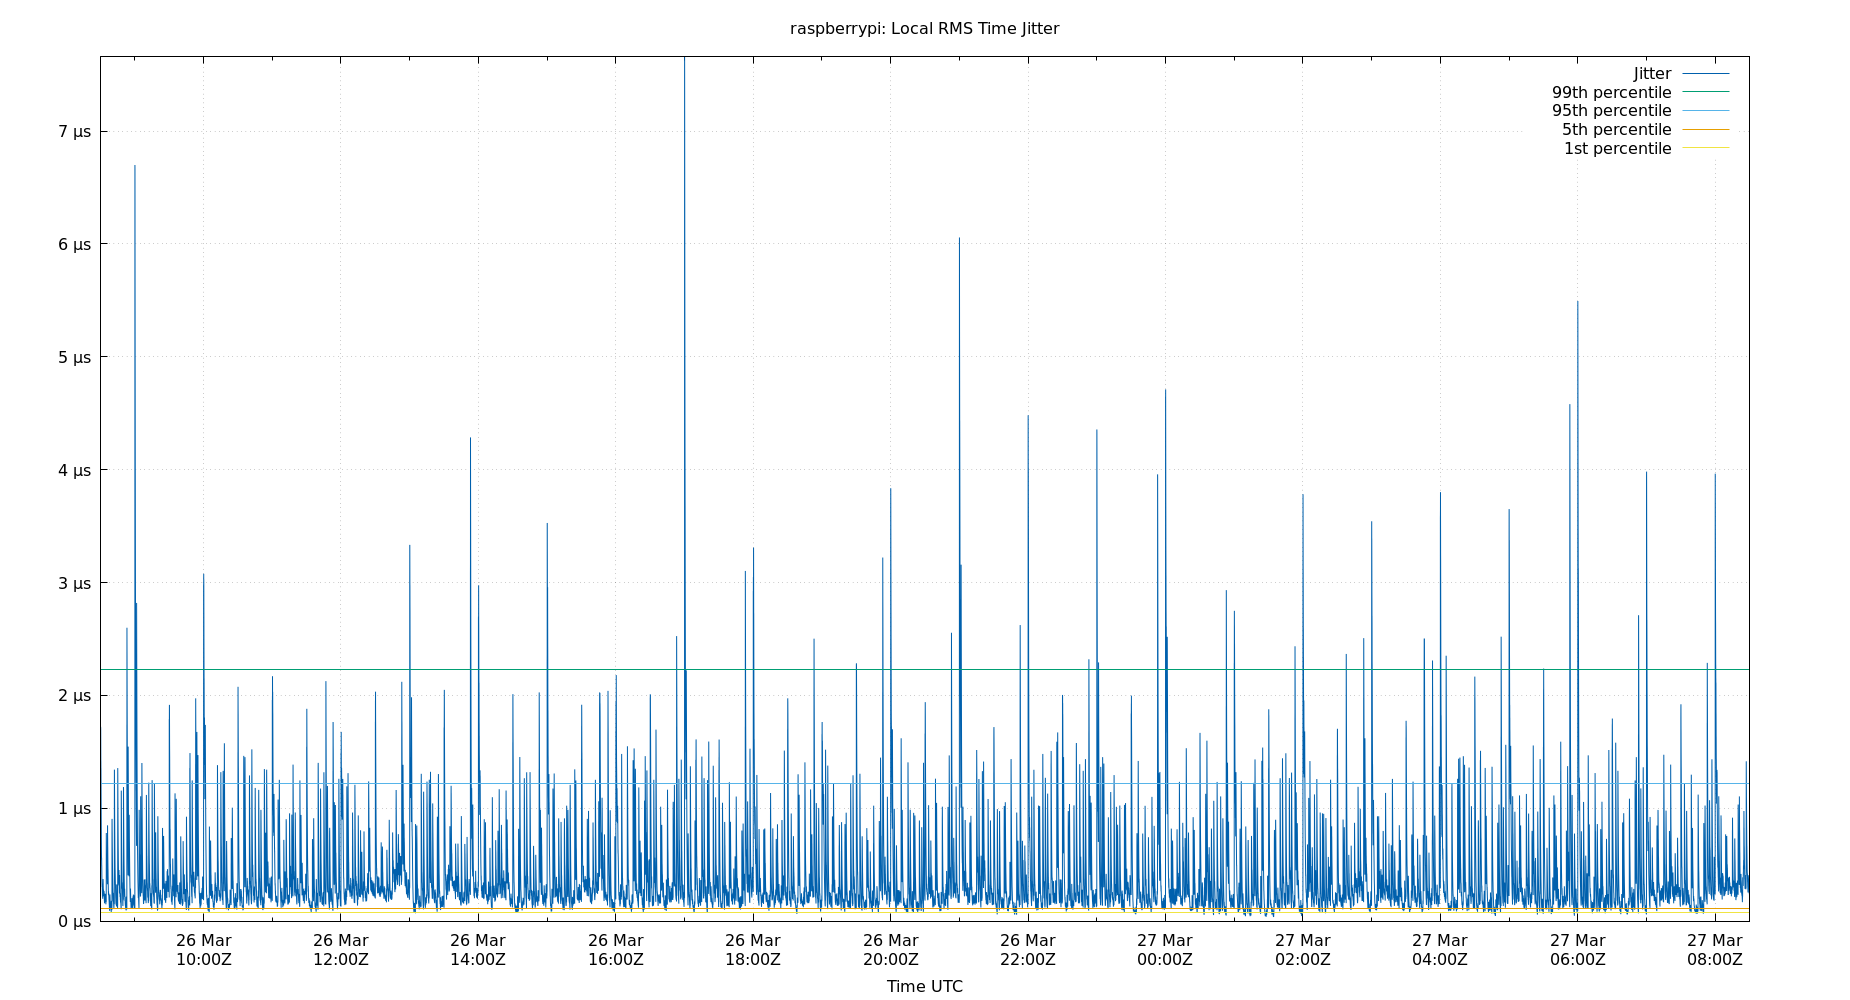 raspberrypi: Local RMS Time Jitter
Jitter
99th percentile
95th percentile
5th percentile
1st percentile
7 µs
6 µs
5 µs
4 µs
3 µs
2 µs
1 µs
0 µs
26 Mar 26 Mar 26 Mar 26 Mar 26 Mar 26 Mar 26 Mar 27 Mar 27 Mar 27 Mar 27 Mar 27 Mar
10:00Z 12:00Z 14:00Z 16:00Z 18:00Z 20:00Z 22:00Z 00:00Z 02:00Z 04:00Z 06:00Z 08:00Z
Time UTC